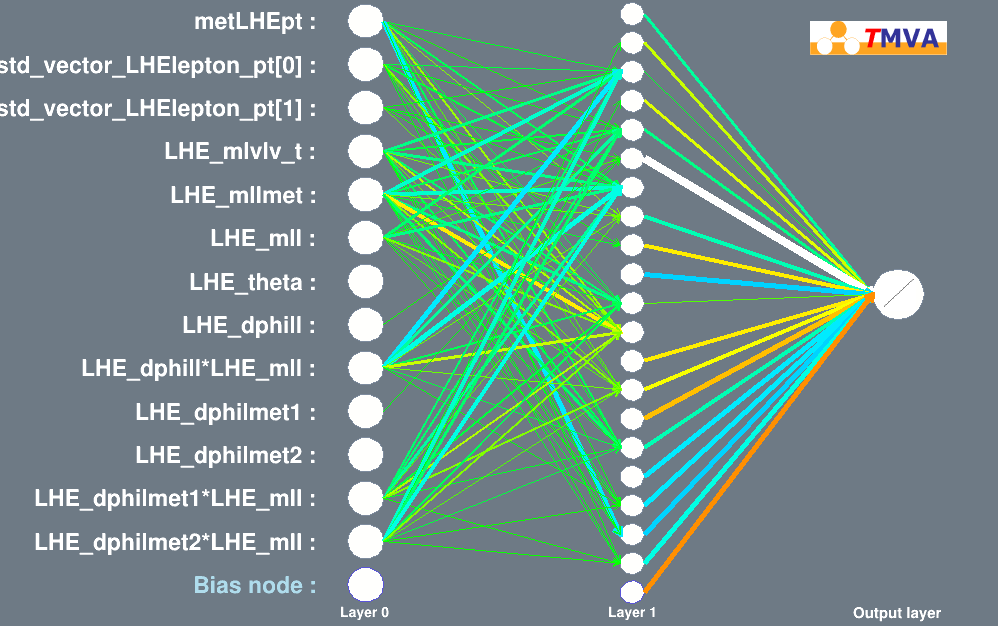 metLHEpt :
TMVA
std_vector_LHElepton_pt[0] :
std_vector_LHElepton_pt[1] :
LHE_mlvlv_t :
LHE_mllmet :
LHE_mll :
LHE_theta :
LHE_dphill :
LHE_dphill*LHE_mll :
LHE_dphilmet1 :
LHE_dphilmet2 :
LHE_dphilmet1*LHE_mll :
LHE_dphilmet2*LHE_mll :
Bias node :
Layer 0
Layer 1
Output layer